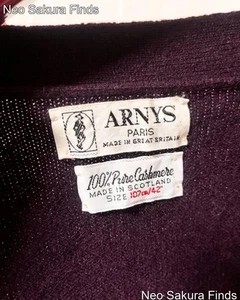 Neo Sakura Finds
ARNYS
PARIS
MADE IN GREAT BRITAIN
100% Pure Cashmere
MADE IN SCOTLAND
SIZE 107cm/42"
Neo Sakura Finds